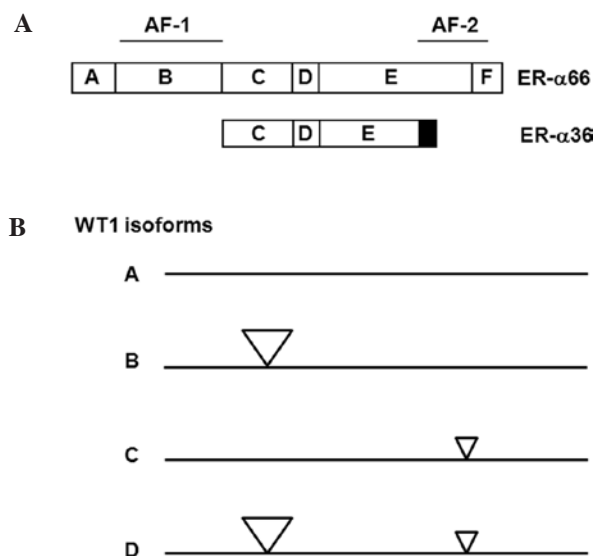 A
AF-1 AF-2
A B C D E F ER-α66
C D E ER-α36
B WT1 isoforms
A
B
C
D